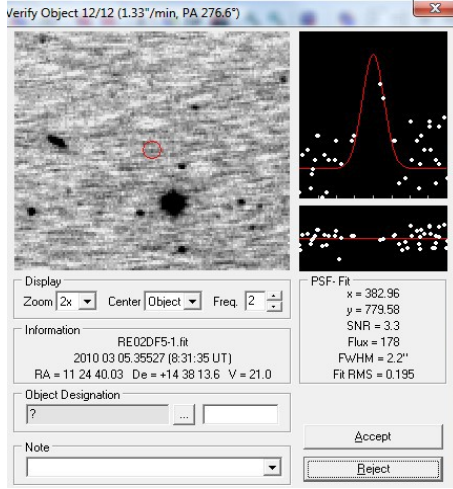 Verify Object 12/12 (1.33"/min, PA 276.6°)
x
Display
Zoom 2x Center Object Freq. 2
Information
RE02DF5-1.fit
2010 03 05.35527 (8:31:35 UT)
RA = 11 24 40.03 De = +14 38 13.6 V = 21.0
Object Designation
? ...
Note
PSF-Fit
x = 382.96
y = 779.58
SNR = 3.3
Flux = 178
FWHM = 2.2"
Fit RMS = 0.195
Accept
Reject